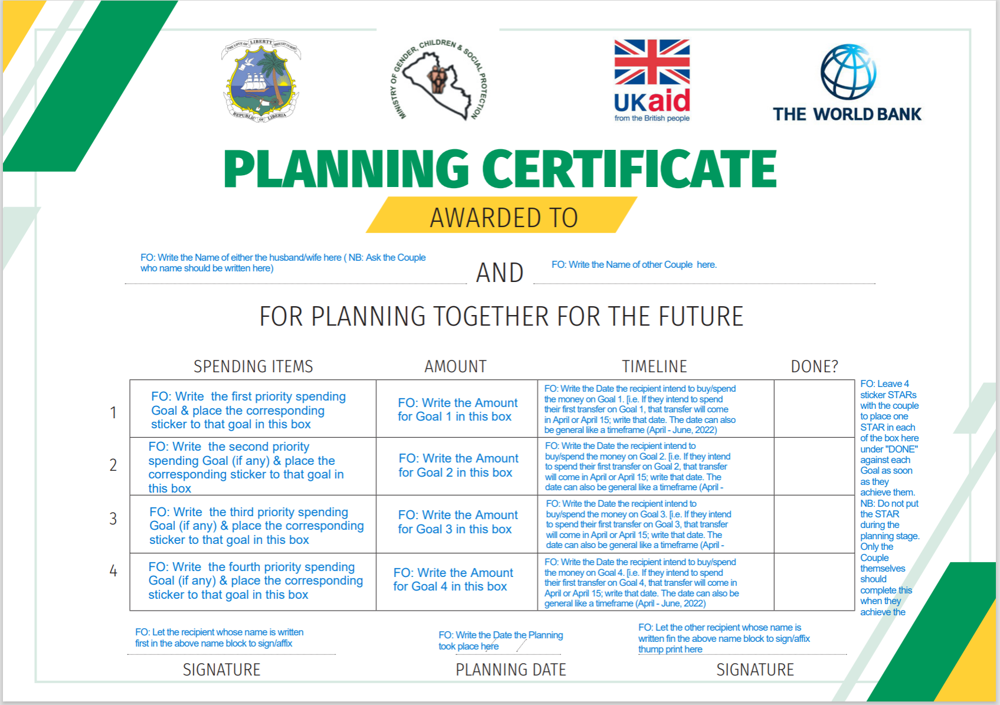 THE LOVE OF LIBERTY BROUGHT US HERE
REPUBLIC OF LIBERIA
MINISTRY OF GENDER, CHILDREN & SOCIAL PROTECTION
UKaid
from the British people
THE WORLD BANK
PLANNING CERTIFICATE
AWARDED TO
FO: Write the Name of either the husband/wife here ( NB: Ask the Couple
who name should be written here)
AND
FO: Write the Name of other Couple here.
FOR PLANNING TOGETHER FOR THE FUTURE
SPENDING ITEMS
AMOUNT
TIMELINE
DONE?
1
FO: Write the first priority spending
Goal & place the corresponding
sticker to that goal in this box
FO: Write the Amount
for Goal 1 in this box
FO: Write the Date the recipient intend to buy/spend
the money on Goal 1. [i.e. If they intend to spend
their first transfer on Goal 1, that transfer will come
in April or April 15; write that date. The date can also
be general like a timeframe (April - June, 2022)
2
FO: Write the second priority
spending Goal (if any) & place the
corresponding sticker to that goal in
this box
FO: Write the Amount
for Goal 2 in this box
FO: Write the Date the recipient intend to
buy/spend the money on Goal 2. [i.e. If they intend
to spend their first transfer on Goal 2, that transfer
will come in April or April 15; write that date. The
date can also be general like a timeframe (April -
3
FO: Write the third priority spending
Goal (if any) & place the corresponding
sticker to that goal in this box
FO: Write the Amount
for Goal 3 in this box
FO: Write the Date the recipient intend to
buy/spend the money on Goal 3. [i.e. If they intend
to spend their first transfer on Goal 3, that transfer
will come in April or April 15; write that date. The
date can also be general like a timeframe (April -
4
FO: Write the fourth priority spending
Goal (if any) & place the corresponding
sticker to that goal in this box
FO: Write the Amount
for Goal 4 in this box
FO: Write the Date the recipient intend to buy/spend
the money on Goal 4. [i.e. If they intend to spend
their first transfer on Goal 4, that transfer will come in
April or April 15; write that date. The date can also be
general like a timeframe (April - June, 2022)
FO: Leave 4
sticker STARs
with the couple
to place one
STAR in each
of the box here
under "DONE"
against each
Goal as soon
as they
achieve them.
NB: Do not put
the STAR
during the
planning stage.
Only the
Couple
themselves
should
complete this
when they
achieve the
FO: Let the recipient whose name is written
first in the above name block to sign/affix
SIGNATURE
FO: Write the Date the Planning
took place here
/ /
PLANNING DATE
FO: Let the other recipient whose name is
written fin the above name block to sign/affix
thump print here
SIGNATURE